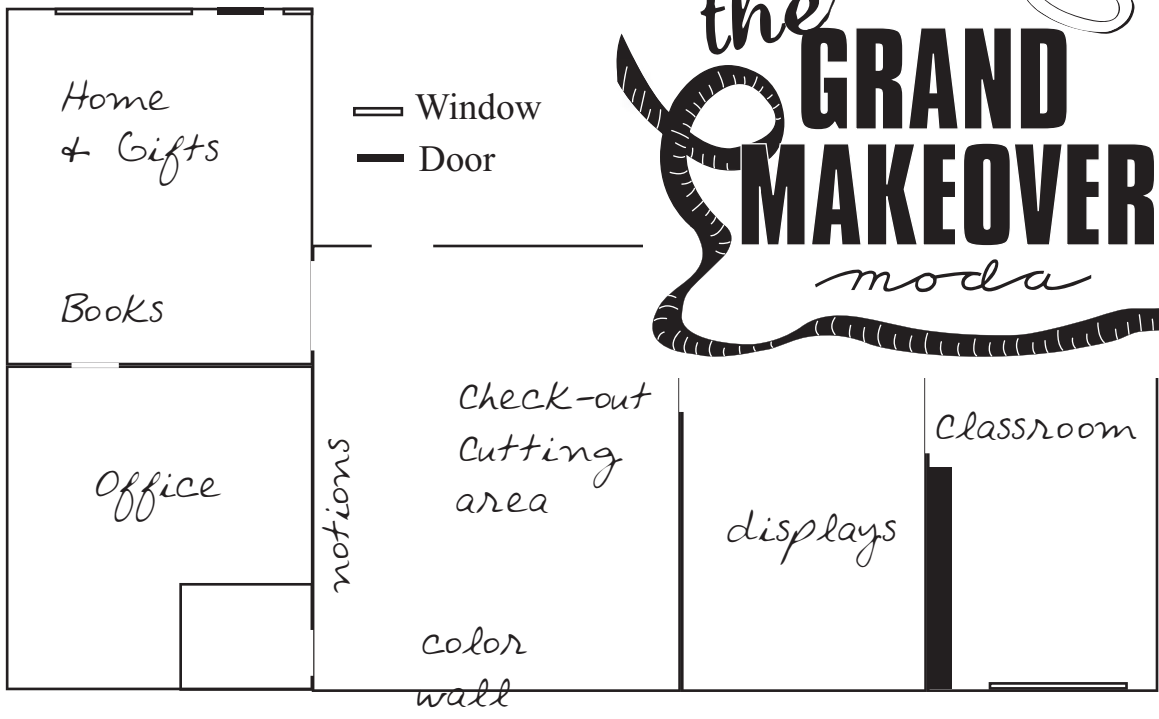 the
GRAND
MAKEOVER
moda
Window
Door
Home
& Gifts
Books
Office
notions
Check-out
Cutting
area
color
wall
displays
Classroom